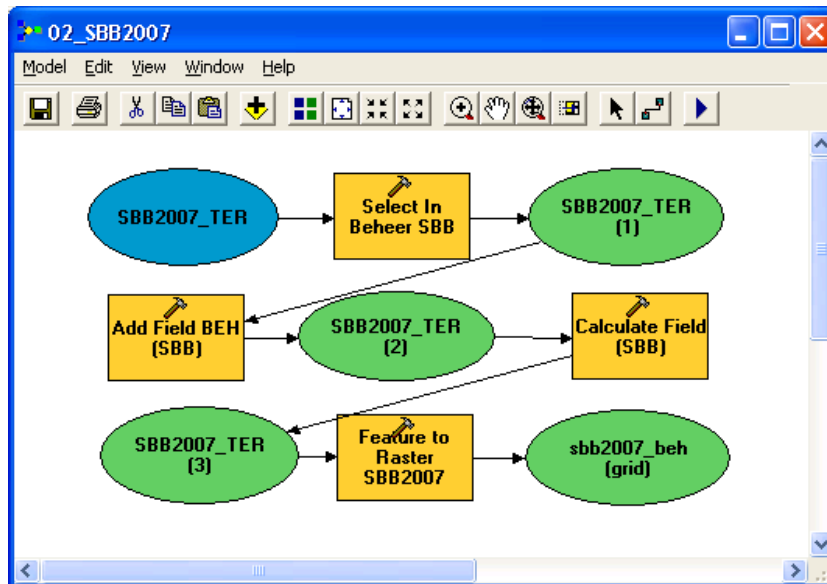 02_SBB2007
Model Edit View Window Help
SBB2007_TER
Select In
Beheer SBB
SBB2007_TER
(1)
Add Field BEH
(SBB)
SBB2007_TER
(2)
Calculate Field
(SBB)
SBB2007_TER
(3)
Feature to
Raster
SBB2007
sbb2007_beh
(grid)